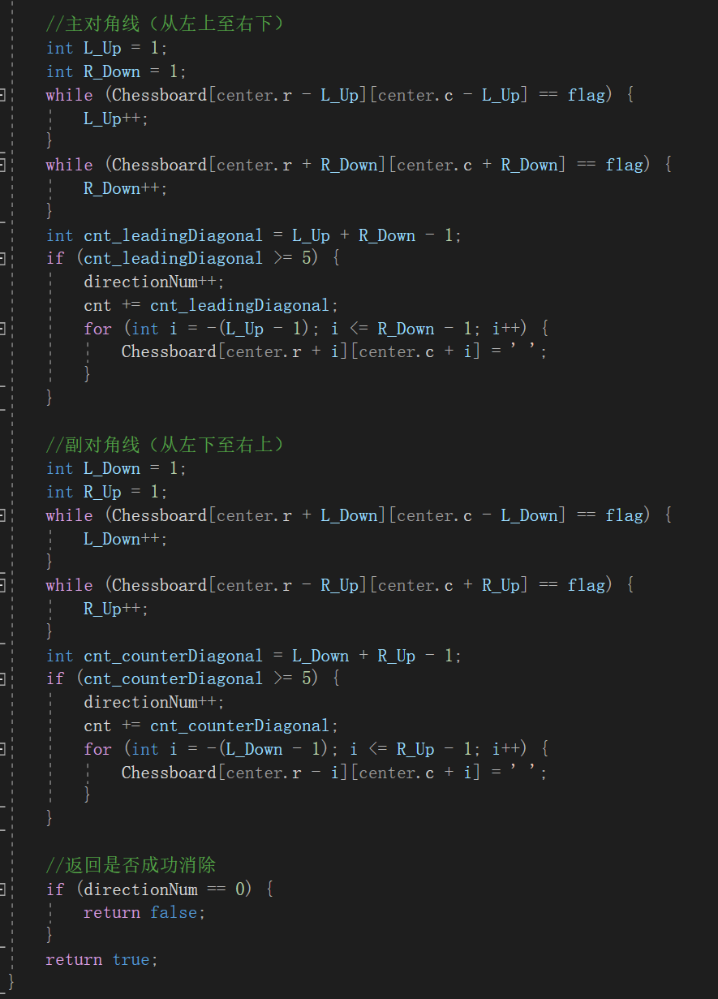 //主对角线（从左上至右下）
int L_Up = 1;
int R_Down = 1;
while (Chessboard[center.r - L_Up][center.c - L_Up] == flag) {
L_Up++;
}
while (Chessboard[center.r + R_Down][center.c + R_Down] == flag) {
R_Down++;
}
int cnt_leadingDiagonal = L_Up + R_Down - 1;
if (cnt_leadingDiagonal >= 5) {
directionNum++;
cnt += cnt_leadingDiagonal;
for (int i = -(L_Up - 1); i <= R_Down - 1; i++) {
Chessboard[center.r + i][center.c + i] = ' ';
}
}
//副对角线（从左下至右上）
int L_Down = 1;
int R_Up = 1;
while (Chessboard[center.r + L_Down][center.c - L_Down] == flag) {
L_Down++;
}
while (Chessboard[center.r - R_Up][center.c + R_Up] == flag) {
R_Up++;
}
int cnt_counterDiagonal = L_Down + R_Up - 1;
if (cnt_counterDiagonal >= 5) {
directionNum++;
cnt += cnt_counterDiagonal;
for (int i = -(L_Down - 1); i <= R_Up - 1; i++) {
Chessboard[center.r - i][center.c + i] = ' ';
}
}
//返回是否成功消除
if (directionNum == 0) {
return false;
}
return true;
}